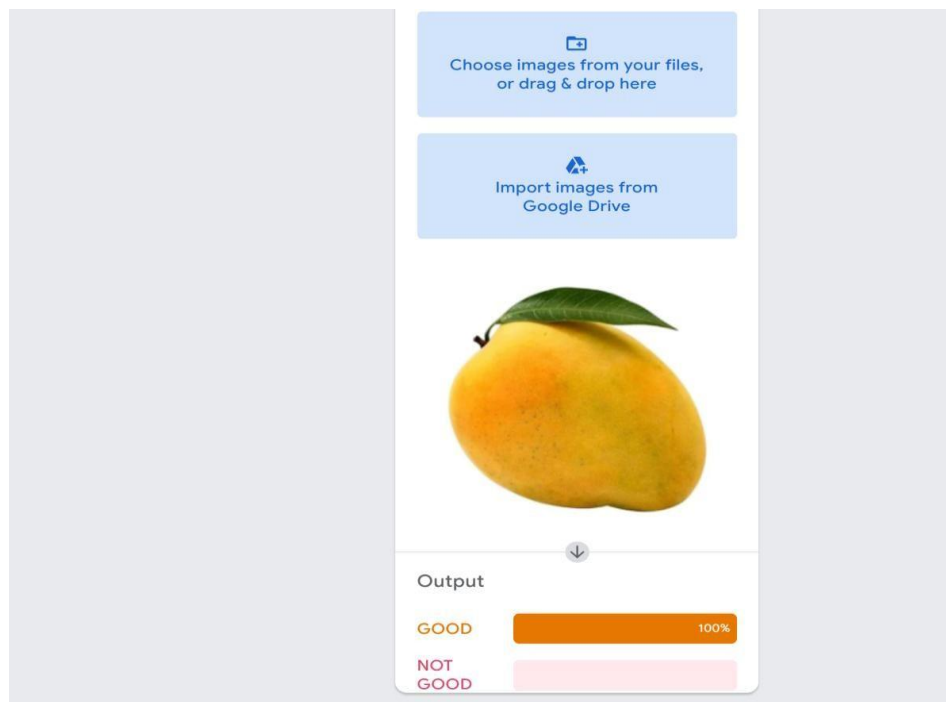 Choose images from your files,
or drag & drop here
Import images from
Google Drive
Output
GOOD
100%
NOT
GOOD